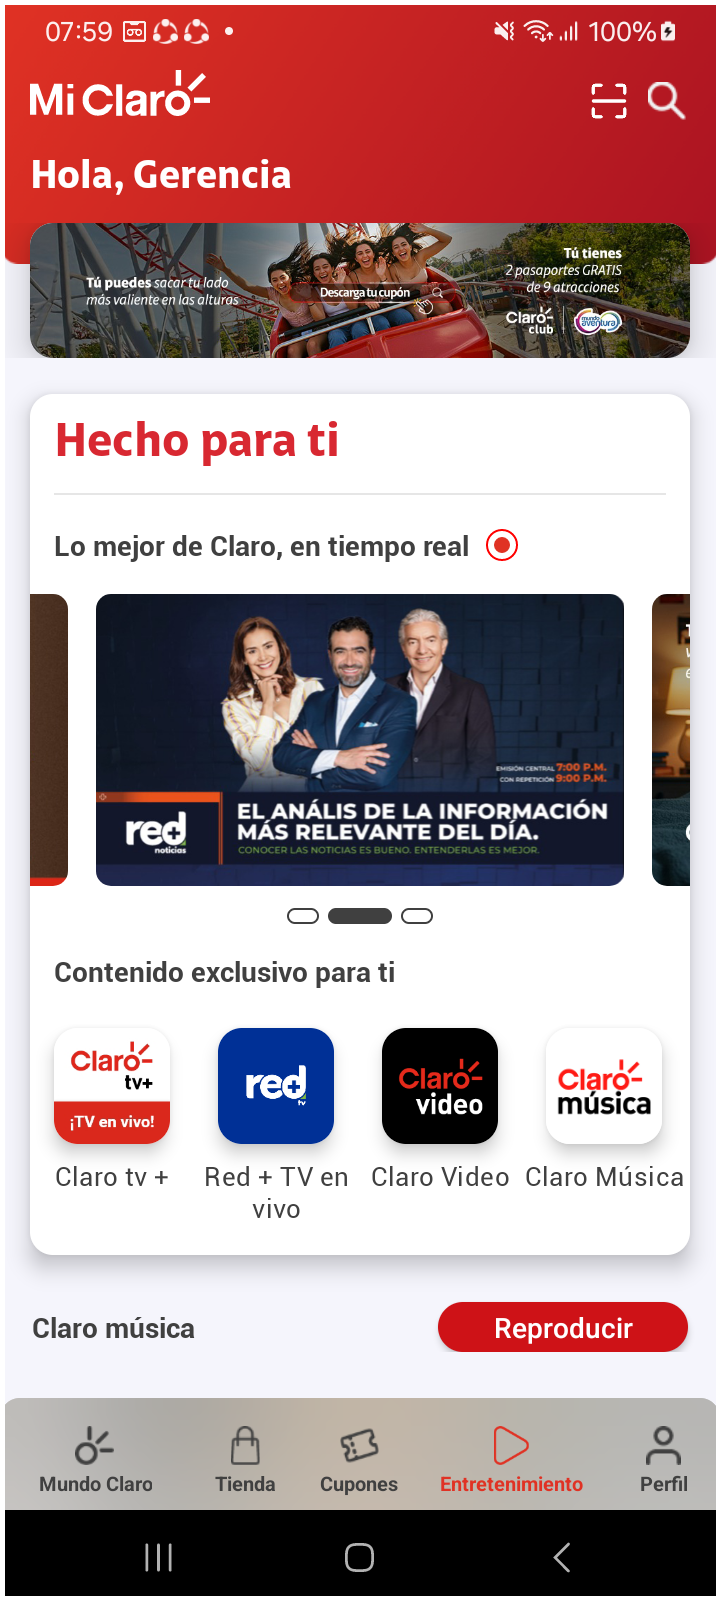 07:59
100%
Mi Claro
Hola, Gerencia
Tú puedes sacar tu lado
más valiente en las alturas
Descarga tu cupón
Tú tienes
2 pasaportes GRATIS
de 9 atracciones
Claro
club
mundo
aventura
Hecho para ti
Lo mejor de Claro, en tiempo real
EMISIÓN CENTRAL 7:00 P.M.
CON REPETICIÓN 9:00 P.M.
red+
noticias
EL ANÁLIS DE LA INFORMACIÓN
MÁS RELEVANTE DEL DÍA.
CONOCER LAS NOTICIAS ES BUENO. ENTENDERLAS ES MEJOR.
Contenido exclusivo para ti
Claro
tv+
¡TV en vivo!
red+
tv
Claro
video
Claro
música
Claro tv +
Red + TV en
vivo
Claro Video
Claro Música
Claro música
Reproducir
Mundo Claro
Tienda
Cupones
Entretenimiento
Perfil